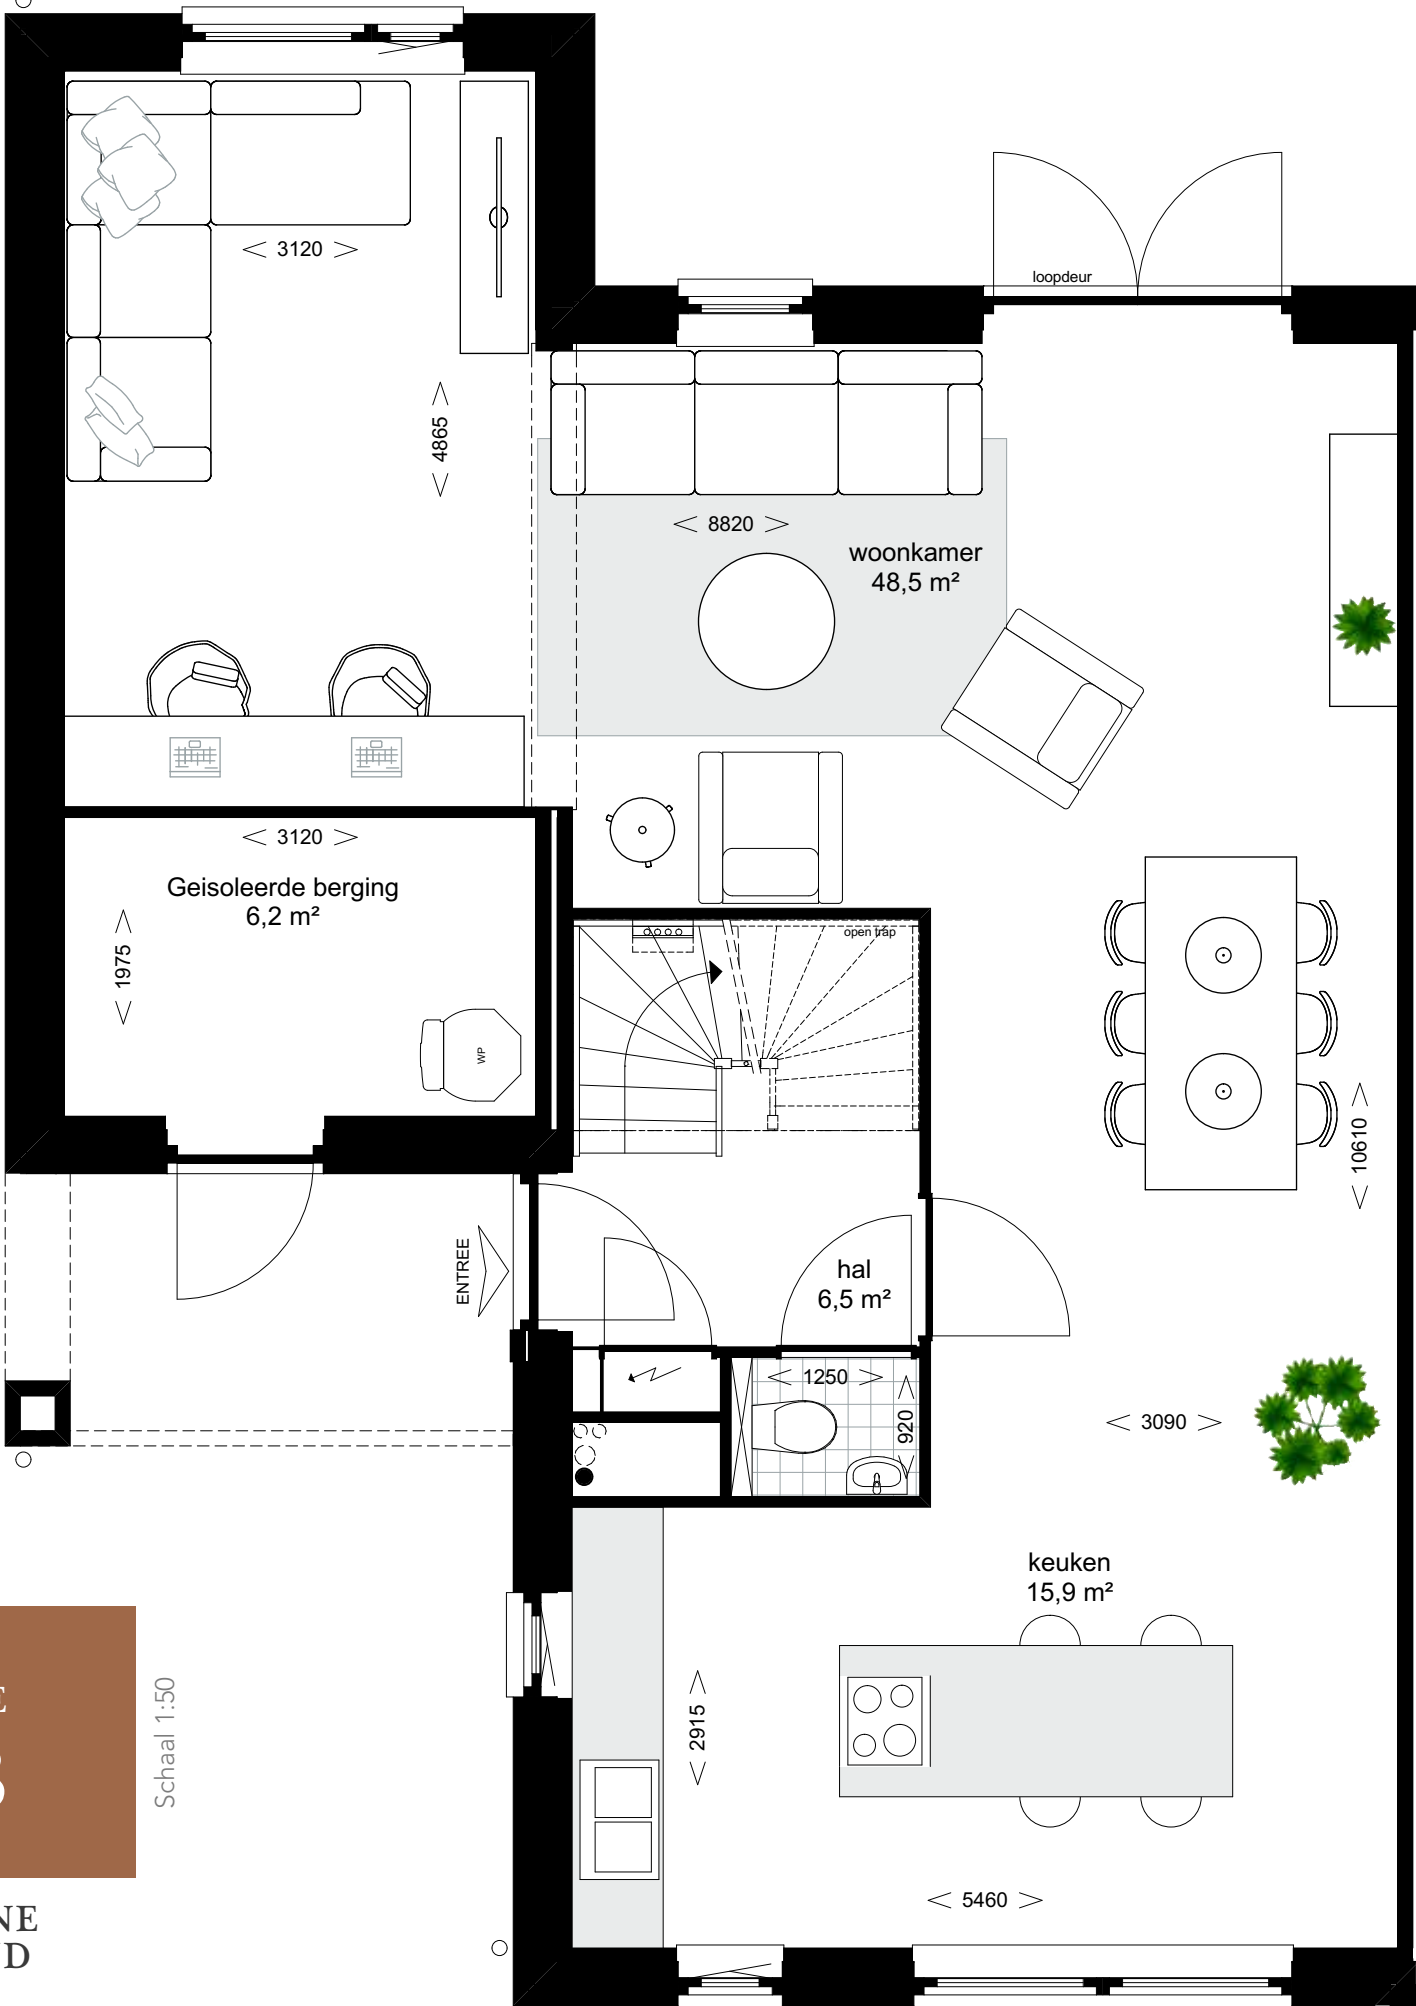 3120
loopdeur
4865
8820
woonkamer
48,5 m²
3120
Geisoleerde berging
6,2 m²
1975
open trap
WP
10610
ENTREE
hal
6,5 m²
1250
920
3090
keuken
15,9 m²
Schaal 1:50
2915
5460
E
NE
D